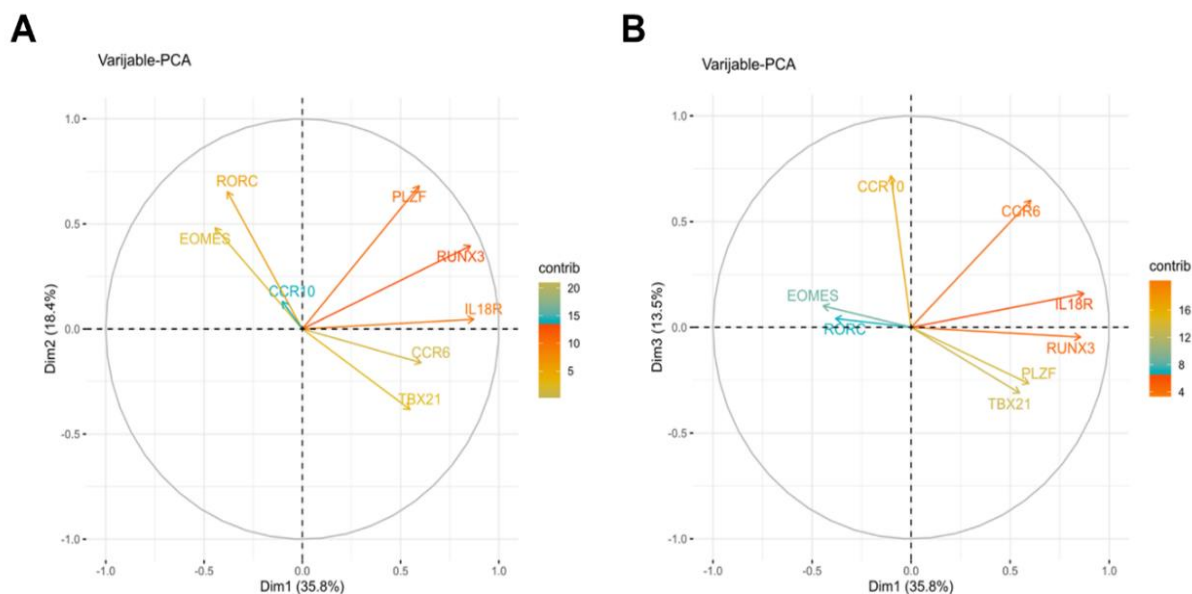 A
Varijable-PCA
1.0
0.5
0.0
-0.5
-1.0
Dim2 (18.4%)
RORC
EOMES
CCR10
PLZF
RUNX3
IL18R
CCR6
TBX21
-1.0 -0.5 0.0 0.5 1.0
Dim1 (35.8%)
contrib
20
15
10
5
B
Varijable-PCA
1.0
0.5
0.0
-0.5
-1.0
Dim3 (13.5%)
CCR10
CCR6
EOMES
RORC
IL18R
RUNX3
PLZF
TBX21
-1.0 -0.5 0.0 0.5 1.0
Dim1 (35.8%)
contrib
16
12
8
4